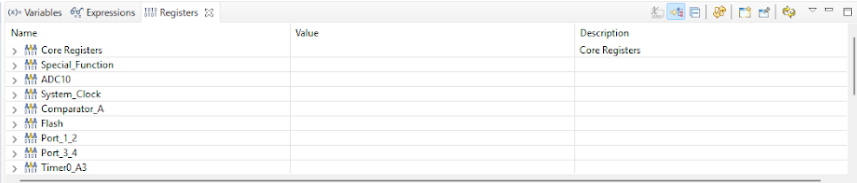 (x)= Variables Expressions Registers
Name Value Description
Core Registers Core Registers
Special_Function
ADC10
System_Clock
Comparator_A
Flash
Port_1_2
Port_3_4
Timer0_A3